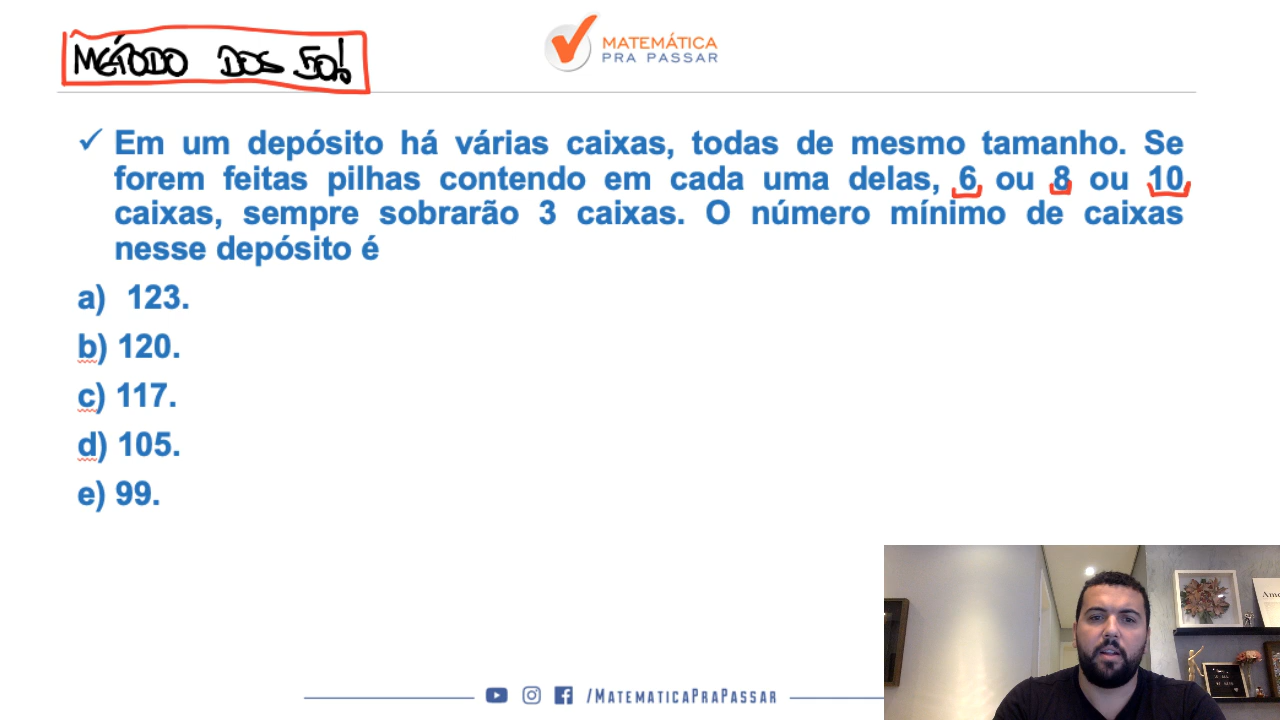 MÉTODO DOS 50!
MATEMÁTICA
PRA PASSAR
✓ Em um depósito há várias caixas, todas de mesmo tamanho. Se
forem feitas pilhas contendo em cada uma delas, 6 ou 8 ou 10
caixas, sempre sobrarão 3 caixas. O número mínimo de caixas
nesse depósito é
a) 123.
b) 120.
c) 117.
d) 105.
e) 99.
/MATEMATICAPRAPASSAR